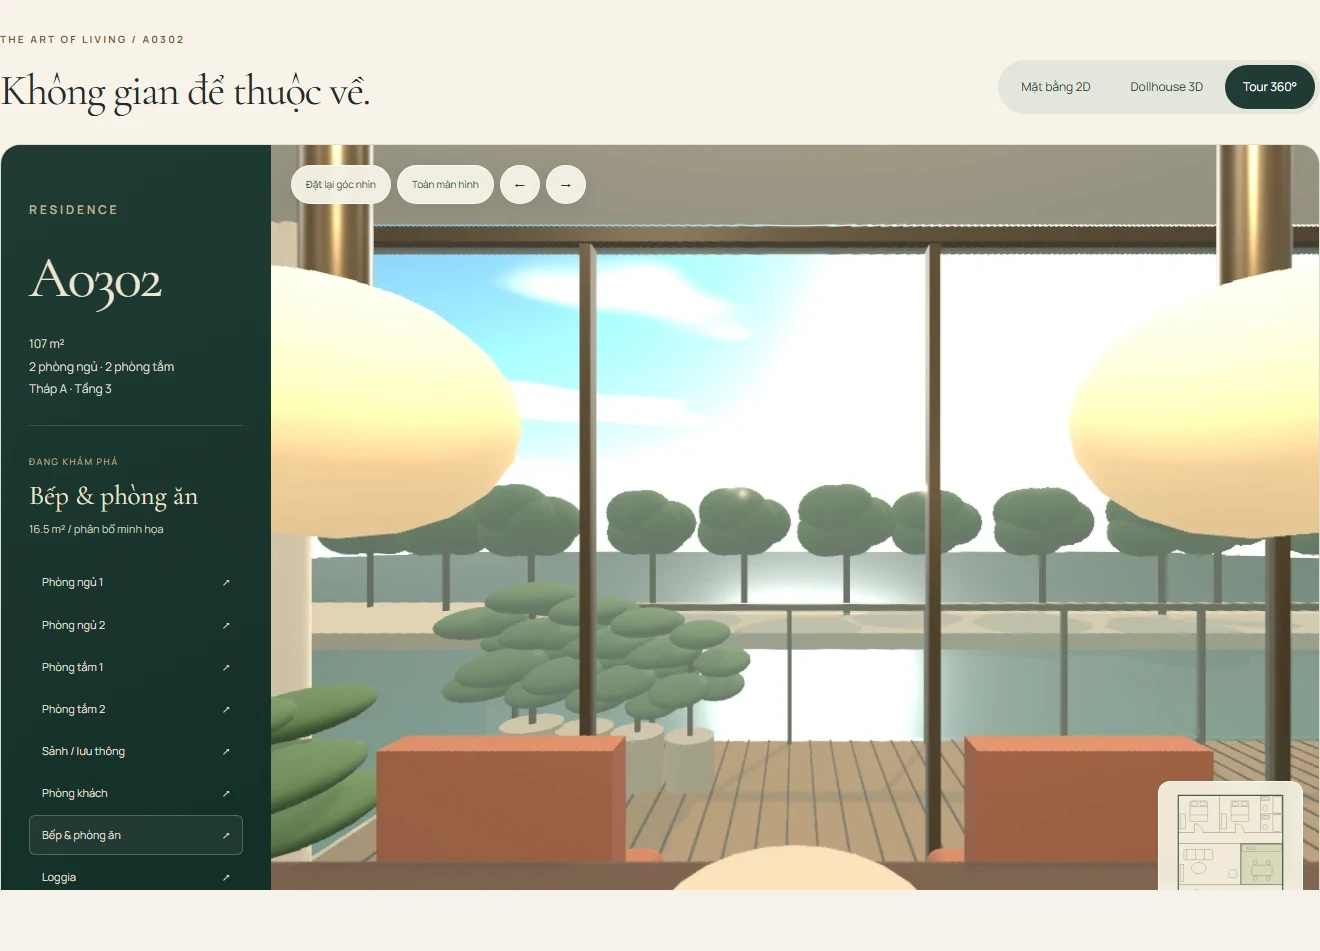 THE ART OF LIVING / A0302
Không gian để thuộc về.
Mặt bằng 2D
Dollhouse 3D
Tour 360°
Đặt lại góc nhìn
Toàn màn hình
←
→
RESIDENCE
A0302
107 m²
2 phòng ngủ · 2 phòng tắm
Tháp A · Tầng 3
ĐANG KHÁM PHÁ
Bếp & phòng ăn
16.5 m² / phân bổ minh họa
Phòng ngủ 1 ↗
Phòng ngủ 2 ↗
Phòng tắm 1 ↗
Phòng tắm 2 ↗
Sảnh / lưu thông ↗
Phòng khách ↗
Bếp & phòng ăn ↗
Loggia ↗